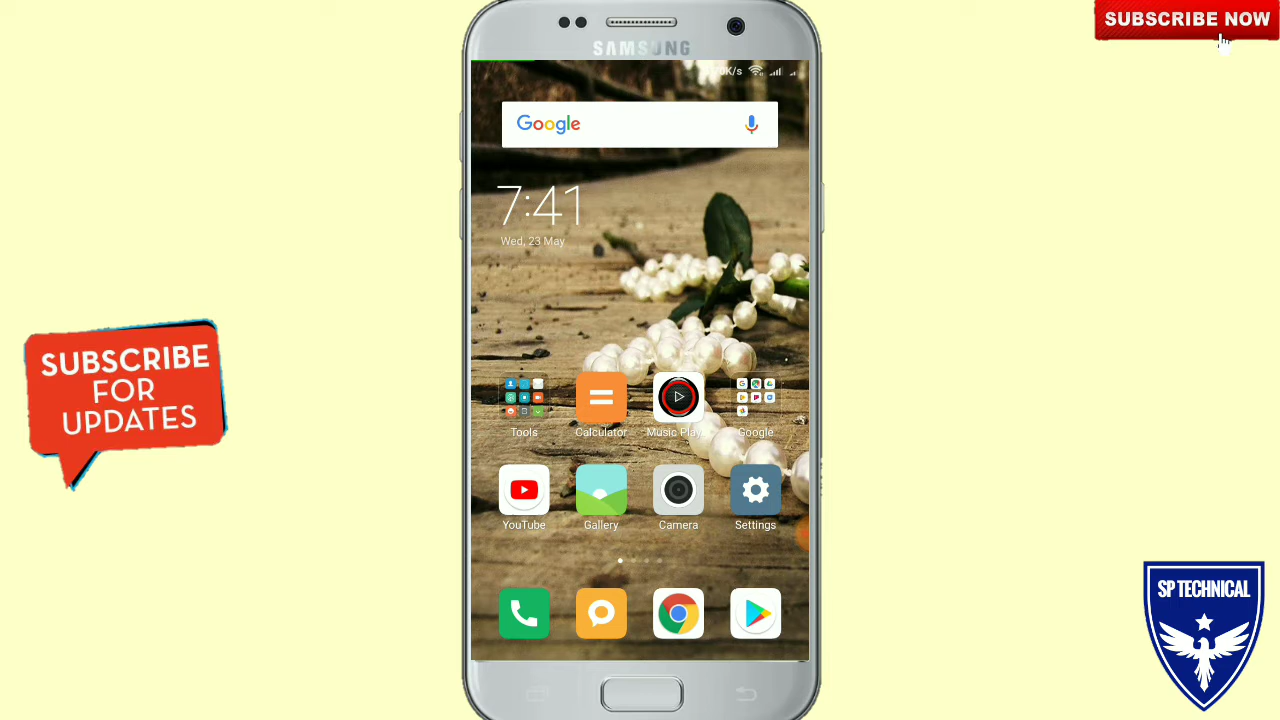 SUBSCRIBE NOW
SAMSUNG
K/s
Google
7:41
Wed, 23 May
SUBSCRIBE
FOR
UPDATES
Tools
Calculator
Music Play
Google
YouTube
Gallery
Camera
Settings
SP TECHNICAL